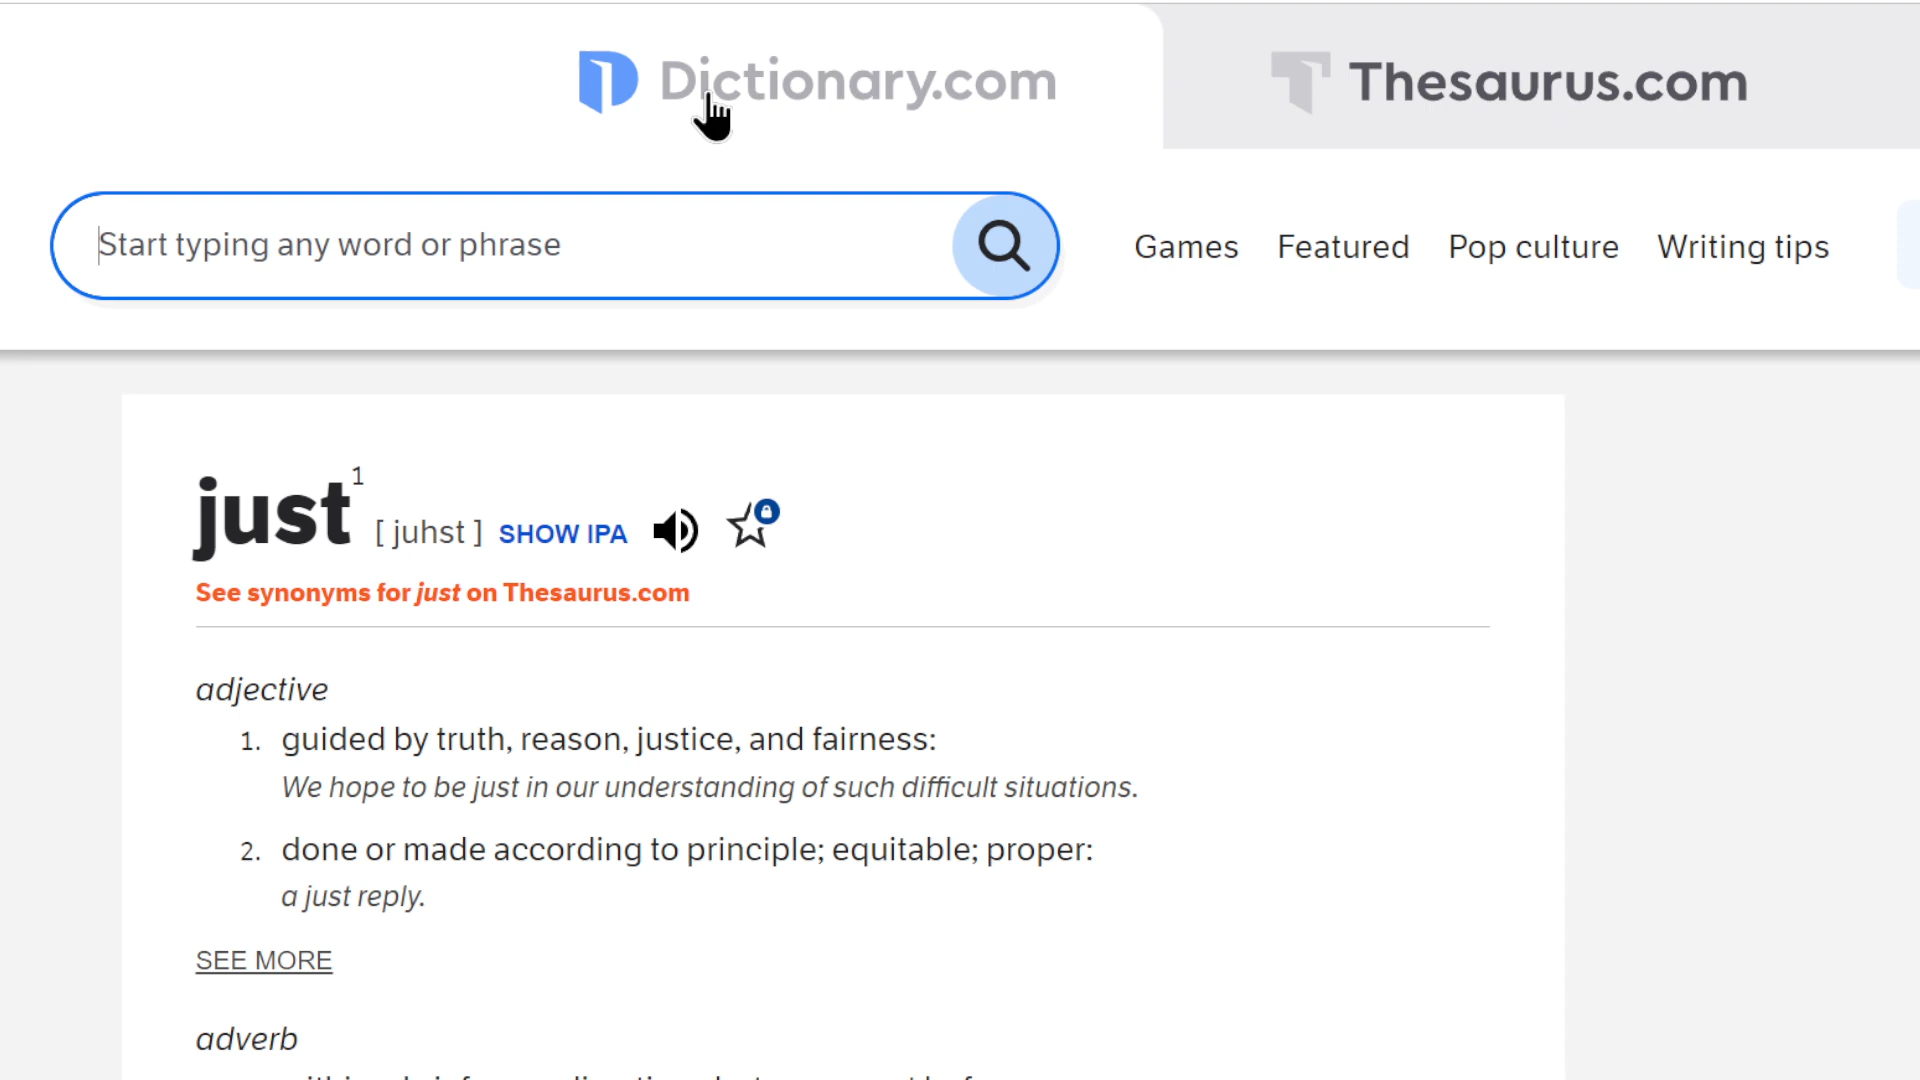 Dictionary.com
Thesaurus.com
Start typing any word or phrase
Games Featured Pop culture Writing tips
just1 [ juhst ] SHOW IPA
See synonyms for just on Thesaurus.com
adjective
1. guided by truth, reason, justice, and fairness:
We hope to be just in our understanding of such difficult situations.
2. done or made according to principle; equitable; proper:
a just reply.
SEE MORE
adverb